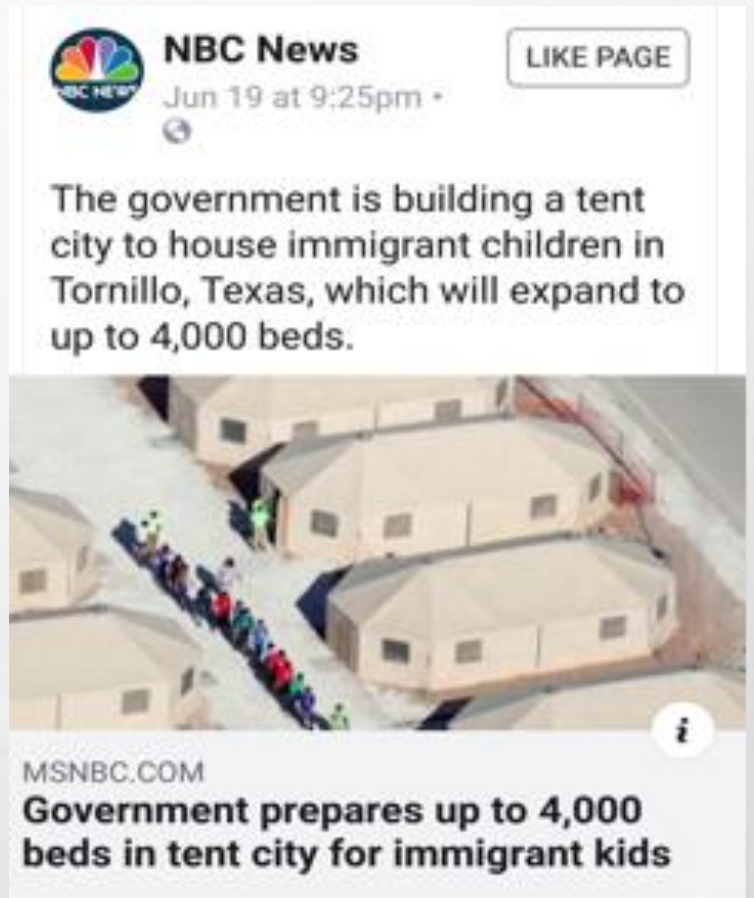 NBC News
LIKE PAGE
NBC NEWS
Jun 19 at 9:25pm •
The government is building a tent
city to house immigrant children in
Tornillo, Texas, which will expand to
up to 4,000 beds.
i
MSNBC.COM
Government prepares up to 4,000
beds in tent city for immigrant kids